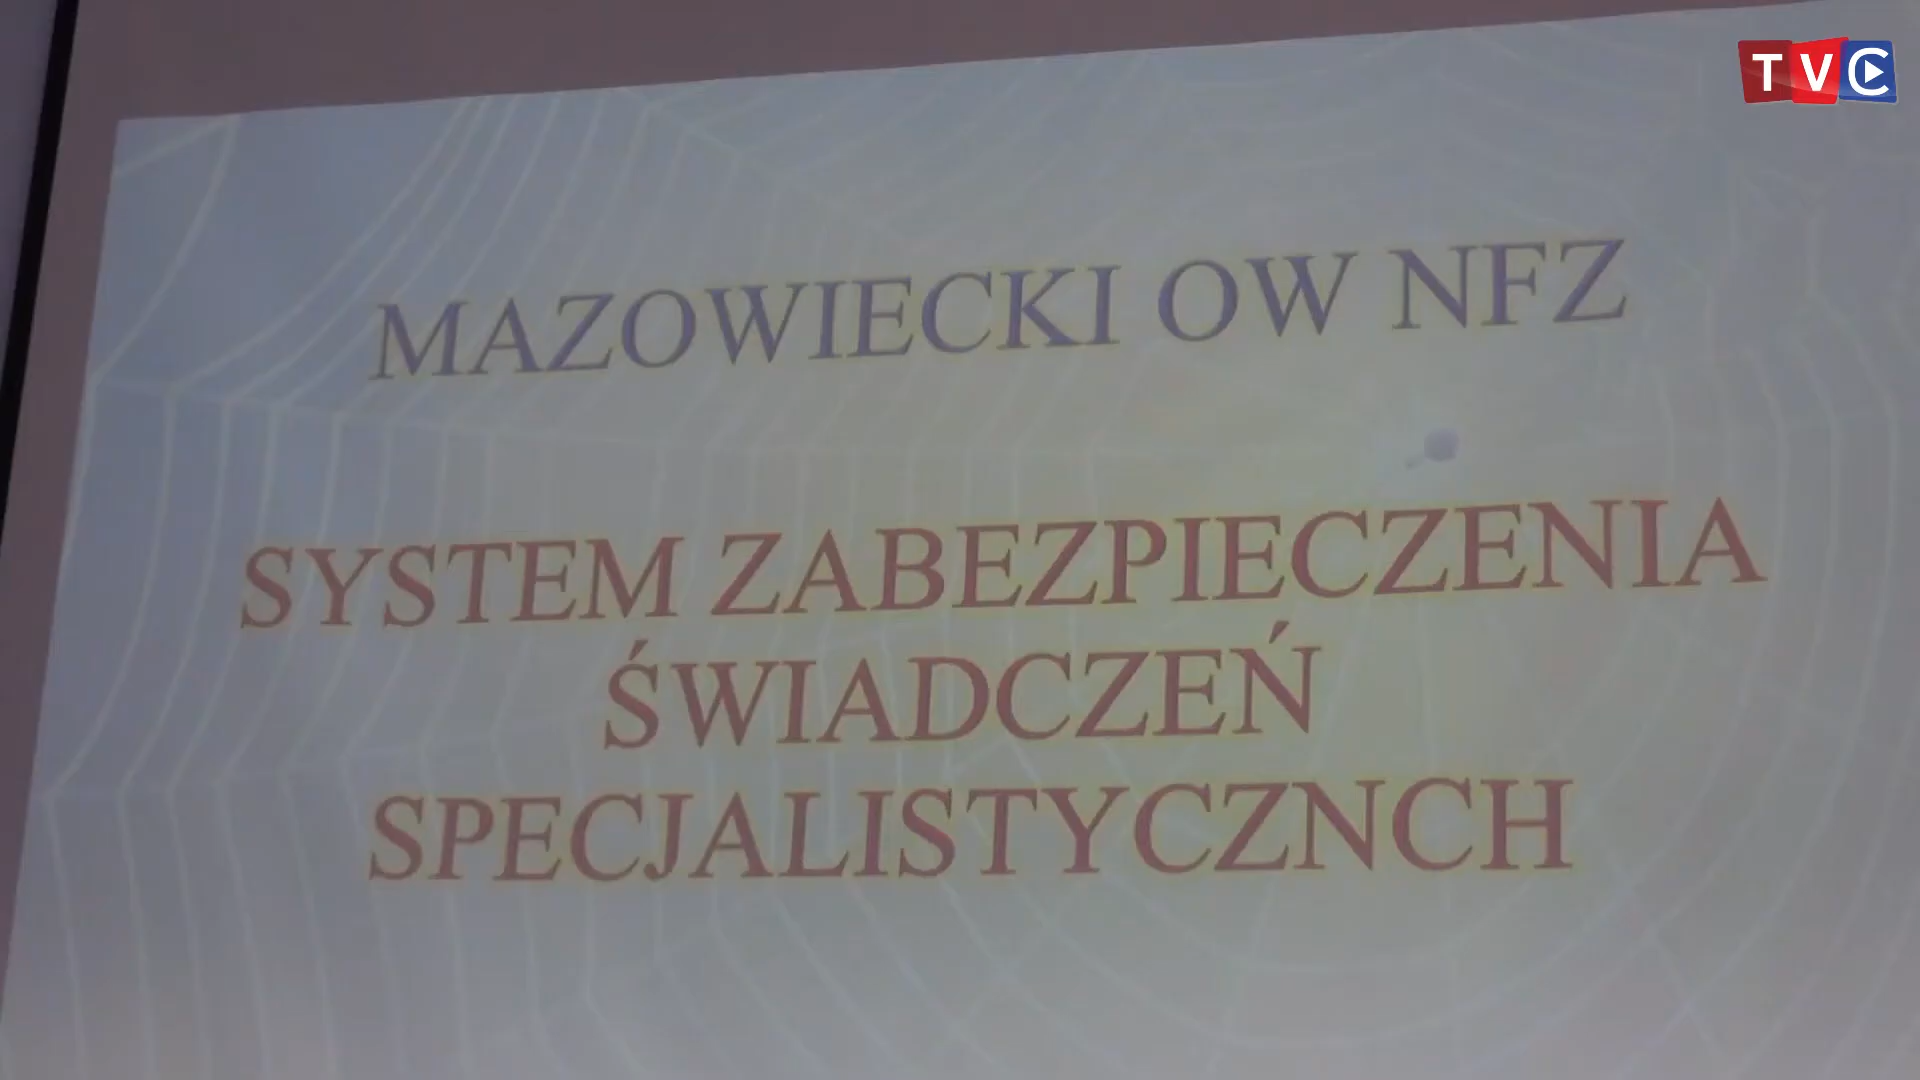 TVC
MAZOWIECKI OW NFZ
SYSTEM ZABEZPIECZENIA
ŚWIADCZEŃ
SPECJALISTYCZNCH